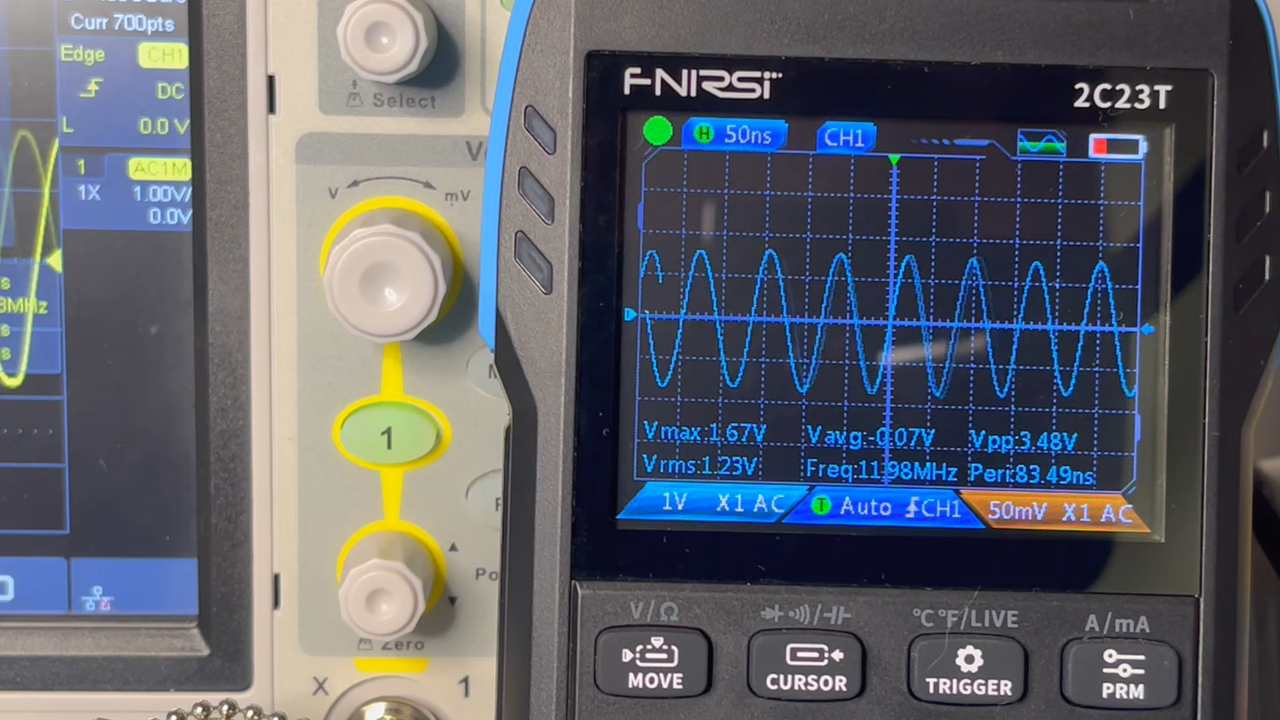 Curr 700pts
Edge CH1
DC
L 0.0 V
1 AC1M
1X 1.00V/
0.0V
Select
V mV
1
Zero
X 1
FNIRSI
2C23T
H 50ns CH1
Vmax:1.67V Vavg:-0.07V Vpp:3.48V
Vrms:1.23V Freq:11.98MHz Peri:83.49ns
1V X1 AC T Auto CH1 50mV X1 AC
V/Ω °C°F/LIVE A/mA
MOVE CURSOR TRIGGER PRM